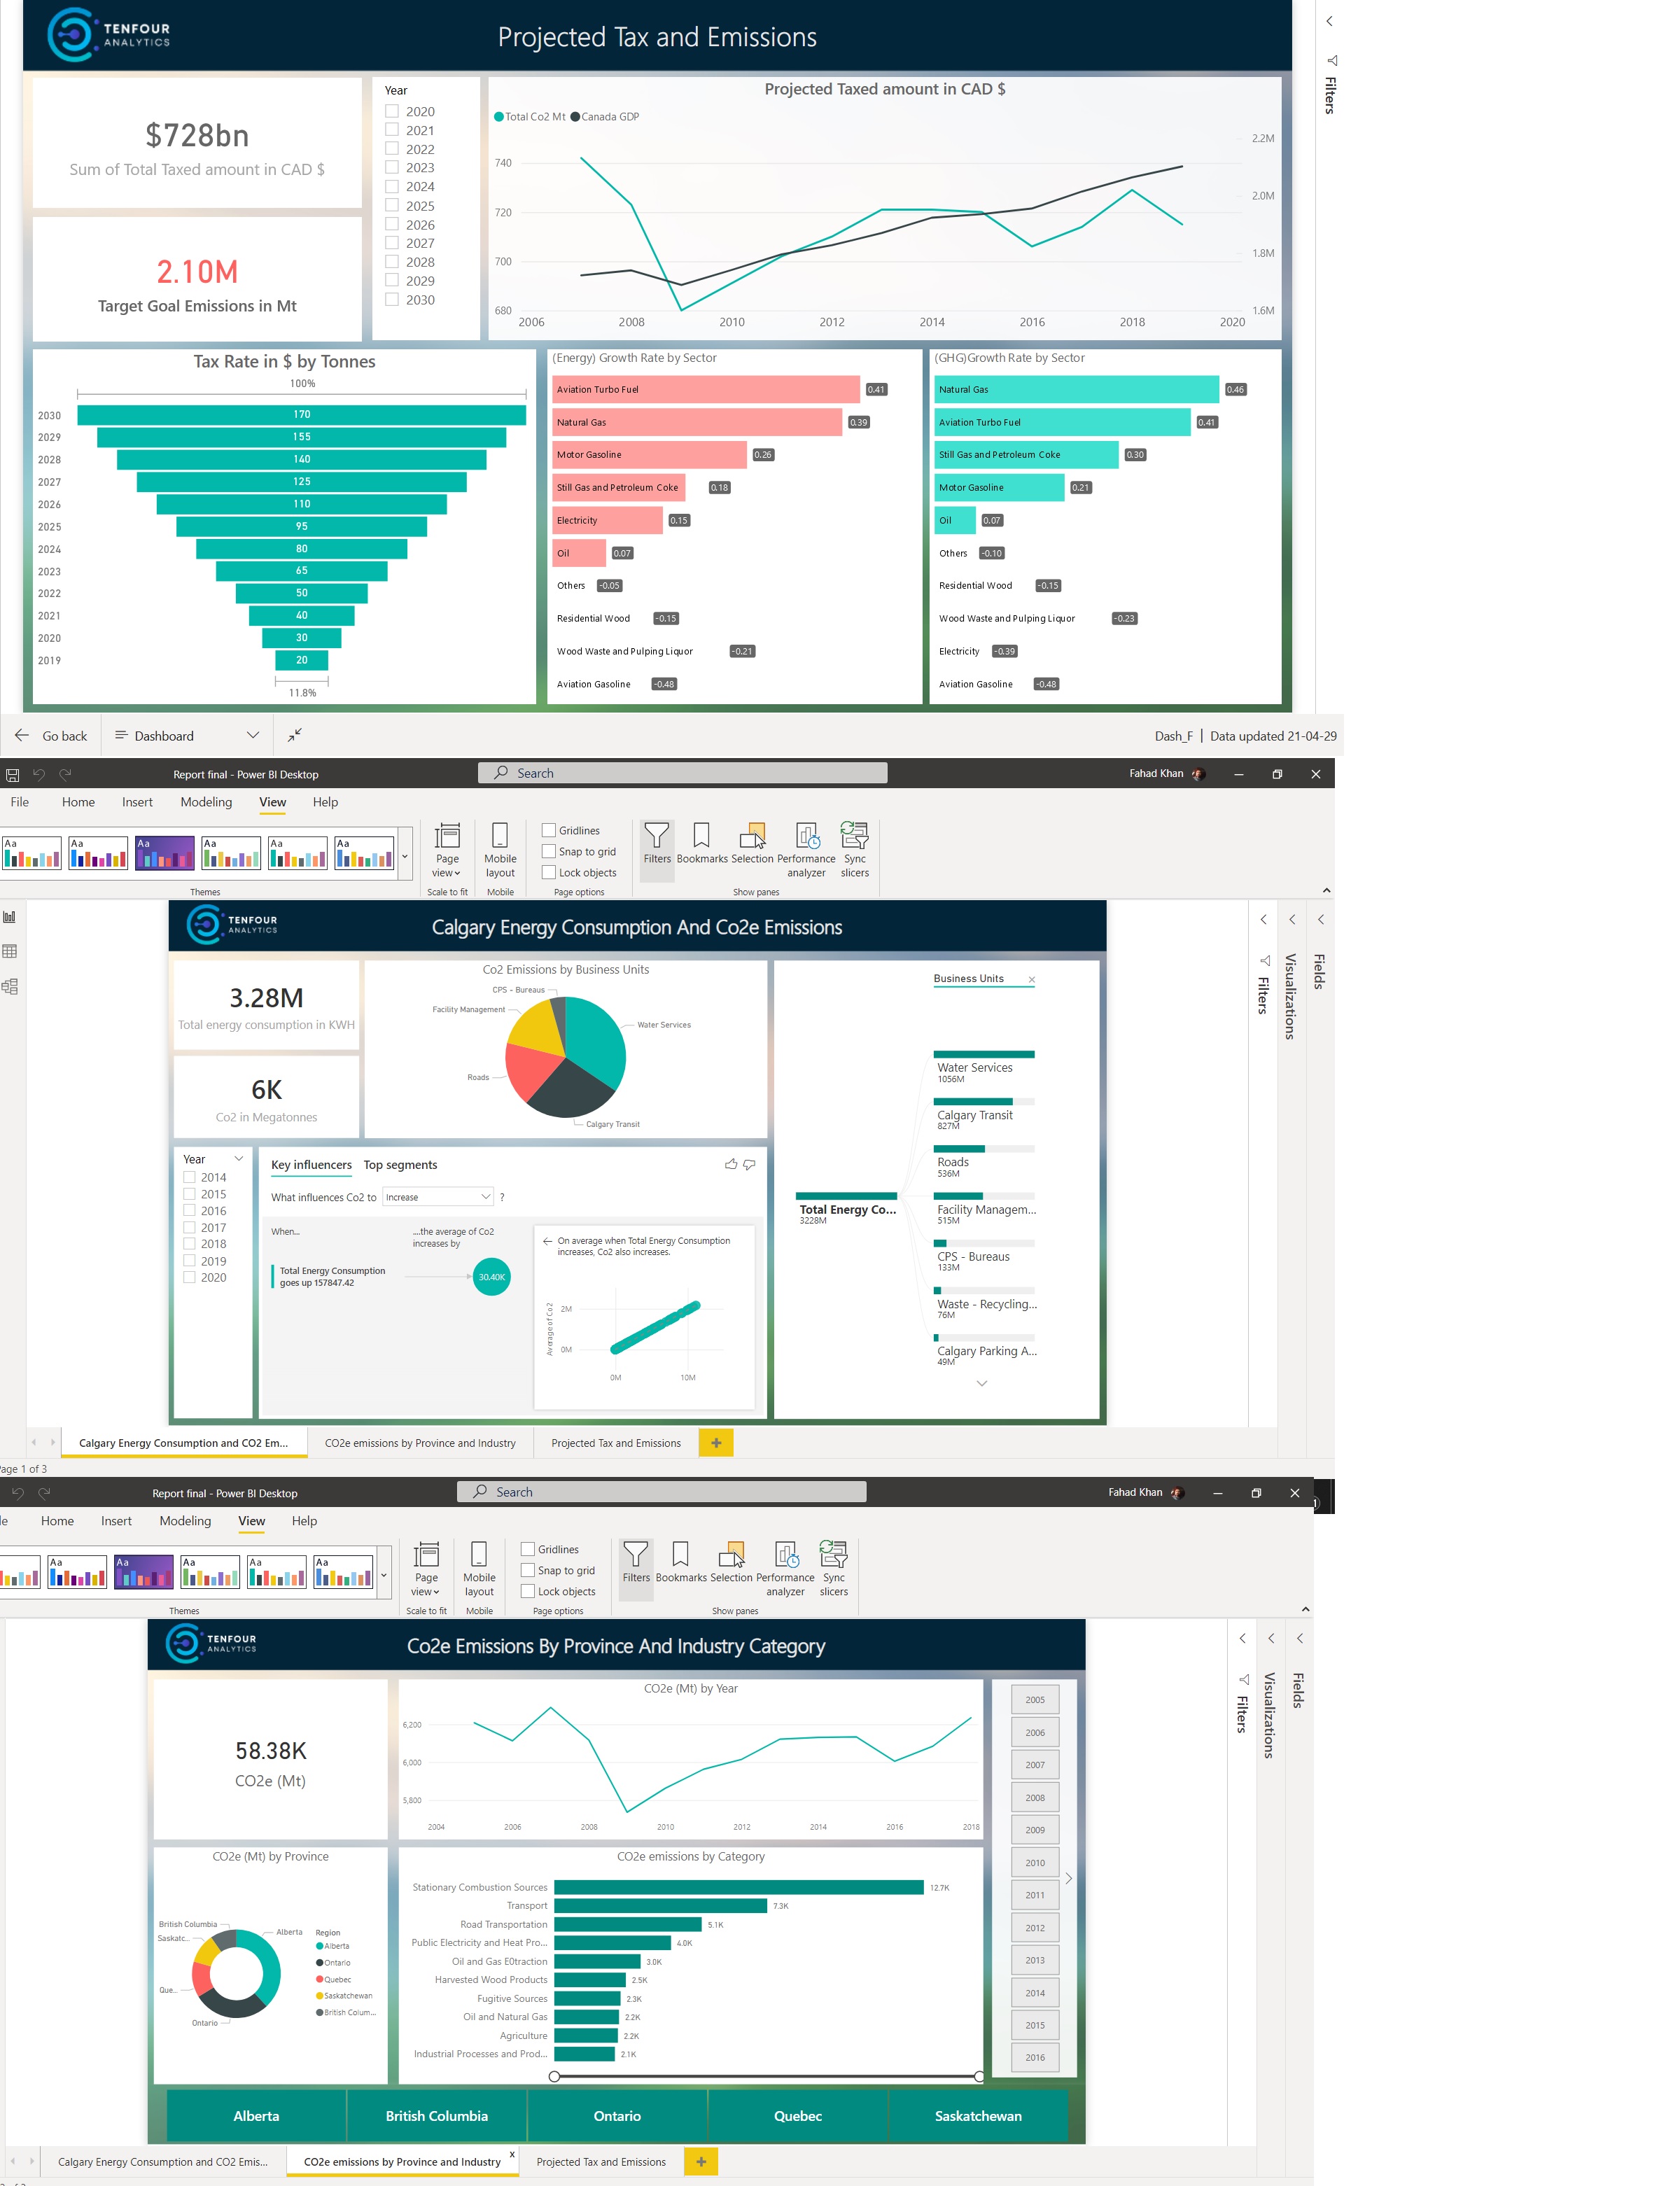 TENFOUR
ANALYTICS
Projected Tax and Emissions
Filters
$728bn
Sum of Total Taxed amount in CAD $
2.10M
Target Goal Emissions in Mt
Year
2020
2021
2022
2023
2024
2025
2026
2027
2028
2029
2030
Projected Taxed amount in CAD $
Total Co2 Mt Canada GDP
740
720
700
680
2.2M
2.0M
1.8M
1.6M
2006 2008 2010 2012 2014 2016 2018 2020
Tax Rate in $ by Tonnes
100%
2030 170
2029 155
2028 140
2027 125
2026 110
2025 95
2024 80
2023 65
2022 50
2021 40
2020 30
2019 20
11.8%
(Energy) Growth Rate by Sector
Aviation Turbo Fuel 0.41
Natural Gas 0.39
Motor Gasoline 0.26
Still Gas and Petroleum Coke 0.18
Electricity 0.15
Oil 0.07
Others -0.05
Residential Wood -0.15
Wood Waste and Pulping Liquor -0.21
Aviation Gasoline -0.48
(GHG)Growth Rate by Sector
Natural Gas 0.46
Aviation Turbo Fuel 0.41
Still Gas and Petroleum Coke 0.30
Motor Gasoline 0.21
Oil 0.07
Others -0.10
Residential Wood -0.15
Wood Waste and Pulping Liquor -0.23
Electricity -0.39
Aviation Gasoline -0.48
Go back Dashboard Dash_F | Data updated 21-04-29
Report final - Power BI Desktop Search Fahad Khan
File Home Insert Modeling View Help
Aa Aa Aa Aa Aa Aa
Themes
Page
view
Scale to fit
Mobile
layout
Mobile
Gridlines
Snap to grid
Lock objects
Page options
Filters
Bookmarks
Selection
Performance
analyzer
Sync
slicers
Show panes
TENFOUR
ANALYTICS
Calgary Energy Consumption And Co2e Emissions
Filters
Visualizations
Fields
3.28M
Total energy consumption in KWH
6K
Co2 in Megatonnes
Co2 Emissions by Business Units
CPS - Bureaus
Facility Management
Water Services
Roads
Calgary Transit
Year
2014
2015
2016
2017
2018
2019
2020
Key influencers Top segments
What influences Co2 to Increase ?
When...
....the average of Co2
increases by
Total Energy Consumption
goes up 157847.42
30.40K
On average when Total Energy Consumption
increases, Co2 also increases.
Average of Co2
2M
0M
0M 10M
Business Units
Total Energy Co...
3228M
Water Services
1056M
Calgary Transit
827M
Roads
536M
Facility Managem...
515M
CPS - Bureaus
133M
Waste - Recycling...
76M
Calgary Parking A...
49M
Calgary Energy Consumption and CO2 Em... CO2e emissions by Province and Industry Projected Tax and Emissions +
age 1 of 3
Report final - Power BI Desktop Search Fahad Khan
le Home Insert Modeling View Help
Aa Aa Aa Aa Aa
Themes
Page
view
Scale to fit
Mobile
layout
Mobile
Gridlines
Snap to grid
Lock objects
Page options
Filters
Bookmarks
Selection
Performance
analyzer
Sync
slicers
Show panes
TENFOUR
ANALYTICS
Co2e Emissions By Province And Industry Category
Filters
Visualizations
Fields
58.38K
CO2e (Mt)
CO2e (Mt) by Year
6,200
6,000
5,800
2004 2006 2008 2010 2012 2014 2016 2018
2005
2006
2007
2008
2009
2010
2011
2012
2013
2014
2015
2016
CO2e (Mt) by Province
British Columbia
Saskatc...
Que...
Ontario
Alberta
Region
Alberta
Ontario
Quebec
Saskatchewan
British Colum...
CO2e emissions by Category
Stationary Combustion Sources 12.7K
Transport 7.3K
Road Transportation 5.1K
Public Electricity and Heat Pro... 4.0K
Oil and Gas E0traction 3.0K
Harvested Wood Products 2.5K
Fugitive Sources 2.3K
Oil and Natural Gas 2.2K
Agriculture 2.2K
Industrial Processes and Prod... 2.1K
Alberta British Columbia Ontario Quebec Saskatchewan
Calgary Energy Consumption and CO2 Emis... CO2e emissions by Province and Industry x Projected Tax and Emissions +